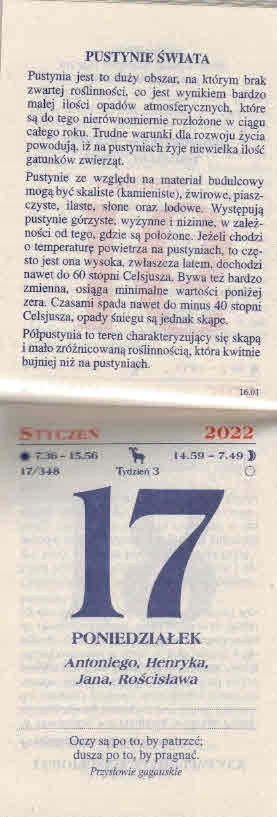 PUSTYNIE ŚWIATA
Pustynia jest to duży obszar, na którym brak
zwartej roślinności, co jest wynikiem bardzo
małej ilości opadów atmosferycznych, które
są do tego nierównomiernie rozłożone w ciągu
całego roku. Trudne warunki dla rozwoju życia
powodują, iż na pustyniach żyje niewielka ilość
gatunków zwierząt.
Pustynie ze względu na materiał budulcowy
mogą być skaliste (kamieniste), żwirowe, piasz-
czyste, ilaste, słone oraz lodowe. Występują
pustynie górzyste, wyżynne i nizinne, w zależ-
ności od tego, gdzie są położone. Jeżeli chodzi
o temperaturę powietrza na pustyniach, to czę-
sto jest ona wysoka, zwłaszcza latem, dochodzi
nawet do 60 stopni Celsjusza. Bywa też bardzo
zmienna, osiąga minimalne wartości poniżej
zera. Czasami spada nawet do minus 40 stopni
Celsjusza, opady śniegu są jednak skąpe.
Półpustynia to teren charakteryzujący się skąpą
i mało zróżnicowaną roślinnością, która kwitnie
bujniej niż na pustyniach.
16.01
STYCZEŃ 2022
7.36 – 15.56 14.59 – 7.49
17/348 Tydzień 3
17
PONIEDZIAŁEK
Antoniego, Henryka,
Jana, Rościsława
Oczy są po to, by patrzeć;
dusza po to, by pragnąć.
Przysłowie gagauskie